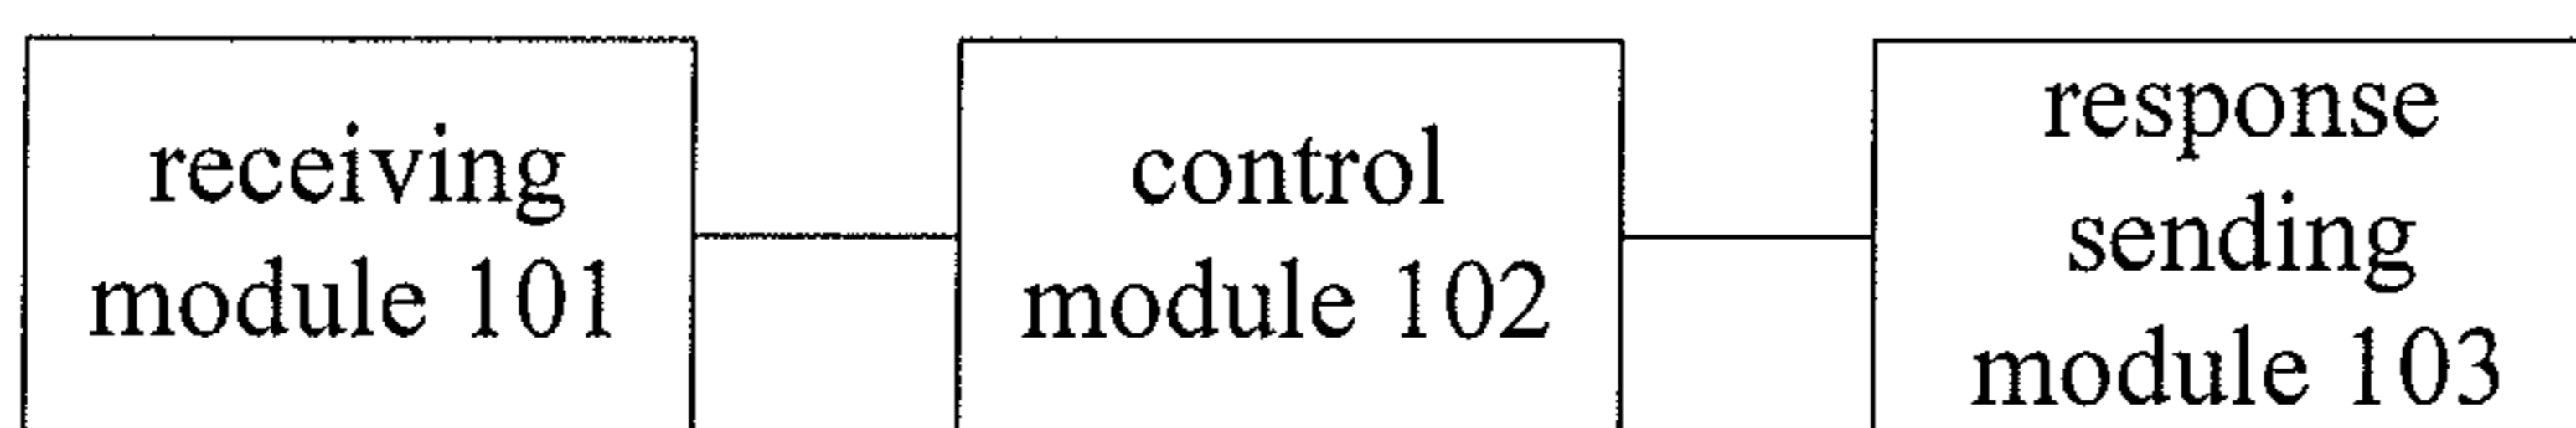 receiving
module 101
control
module 102
response
sending
module 103